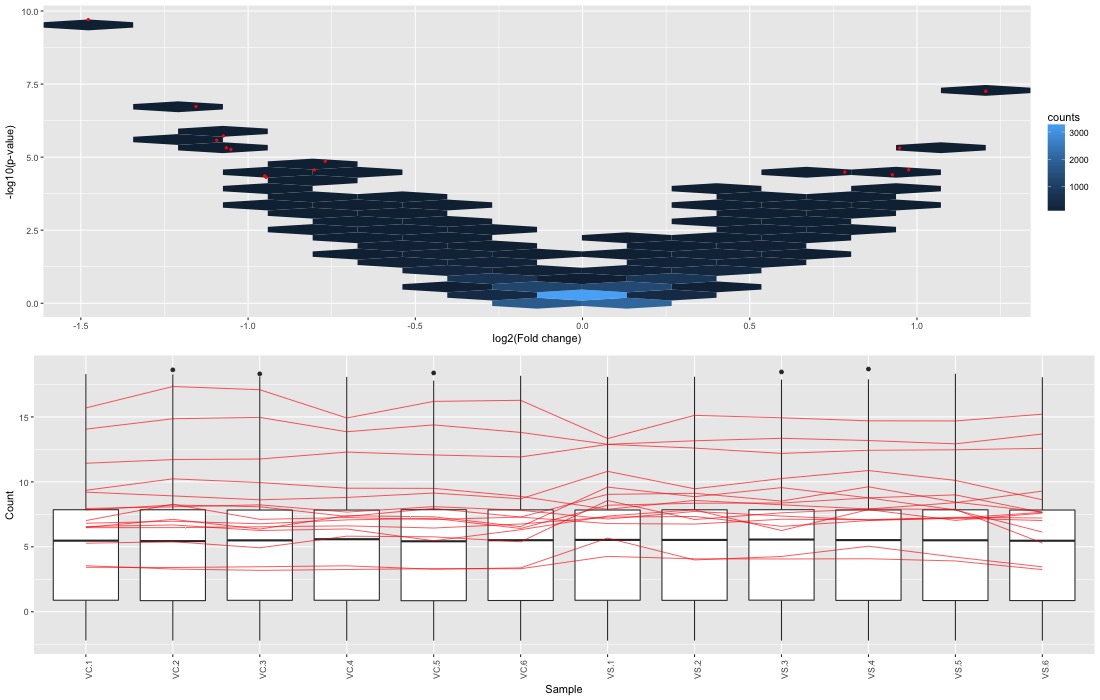 10.0
7.5
5.0
2.5
0.0
-log10(p-value)
-1.5
-1.0
-0.5
0.0
0.5
1.0
log2(Fold change)
counts
3000
2000
1000
15
10
5
0
Count
VC.1
VC.2
VC.3
VC.4
VC.5
VC.6
VS.1
VS.2
VS.3
VS.4
VS.5
VS.6
Sample